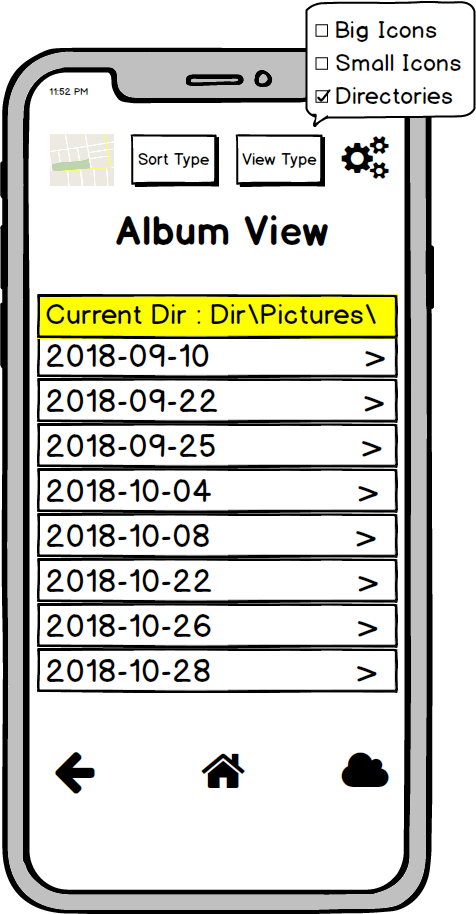 Big Icons
Small Icons
Directories
11:52 PM
Sort Type
View Type
Album View
Current Dir : Dir\Pictures\
2018-09-10 >
2018-09-22 >
2018-09-25 >
2018-10-04 >
2018-10-08 >
2018-10-22 >
2018-10-26 >
2018-10-28 >